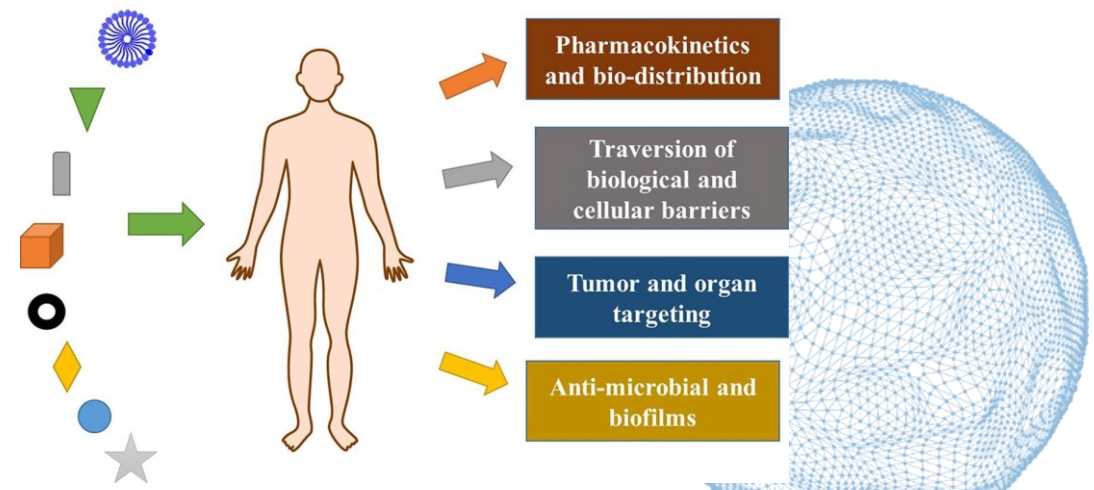 Pharmacokinetics
and bio-distribution
Traversion of
biological and
cellular barriers
Tumor and organ
targeting
Anti-microbial and
biofilms